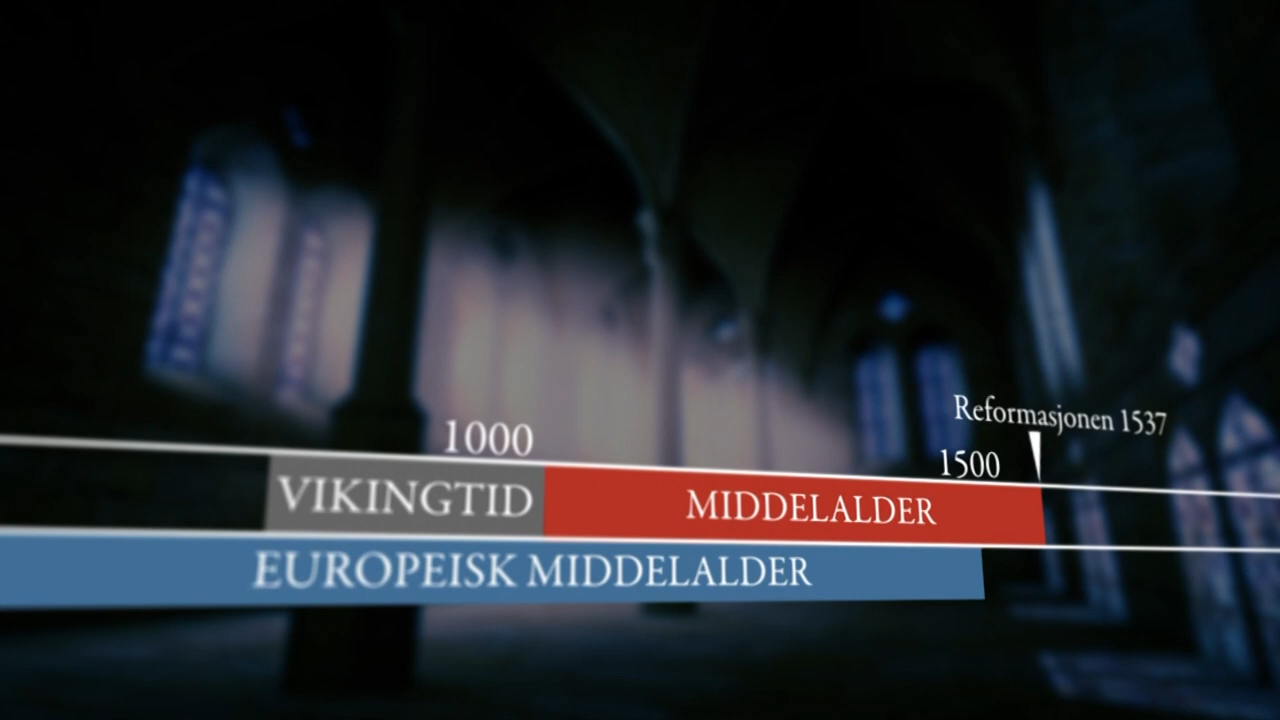 Reformasjonen 1537
1000
1500
VIKINGTID
MIDDELALDER
EUROPEISK MIDDELALDER